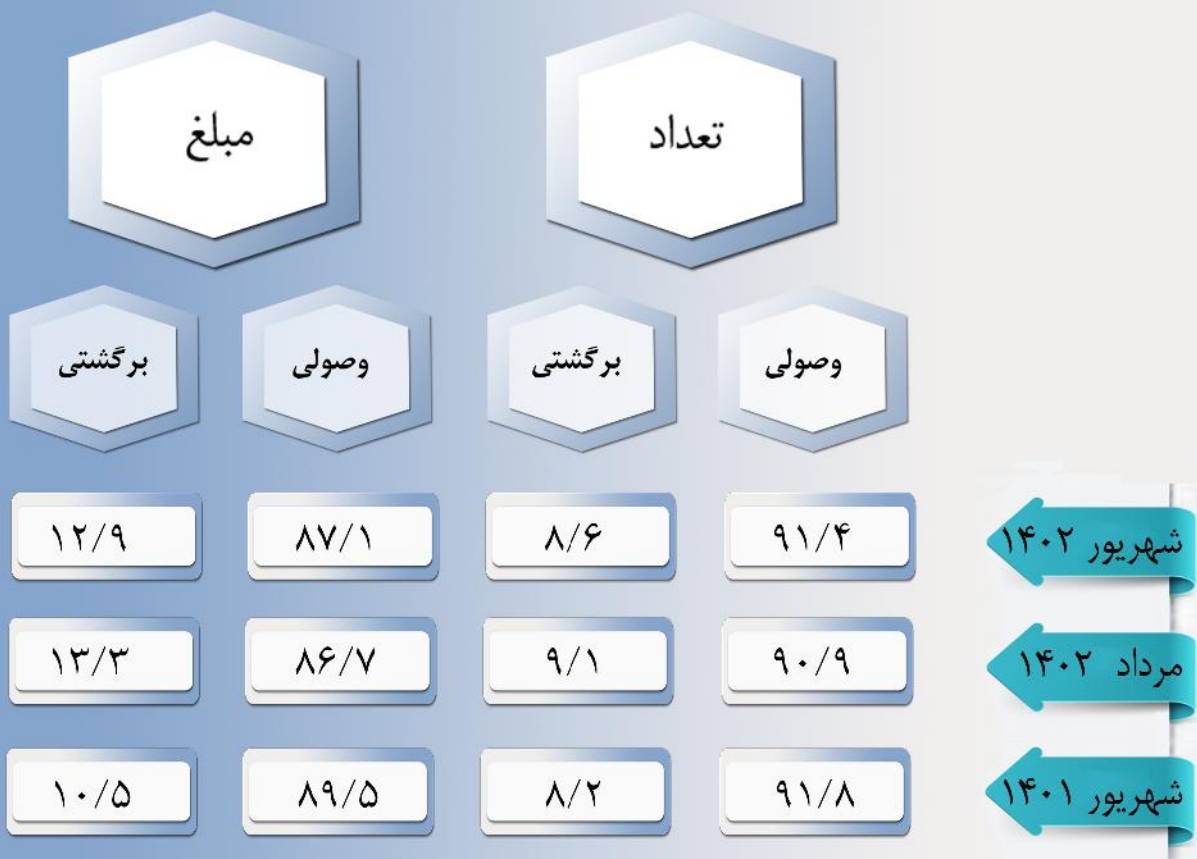 تعداد مبلغ
وصولی برگشتی وصولی برگشتی
شهریور ۱۴۰۲ ۹۱/۴ ۸/۶ ۸۷/۱ ۱۲/۹
مرداد ۱۴۰۲ ۹۰/۹ ۹/۱ ۸۶/۷ ۱۳/۳
شهریور ۱۴۰۱ ۹۱/۸ ۸/۲ ۸۹/۵ ۱۰/۵